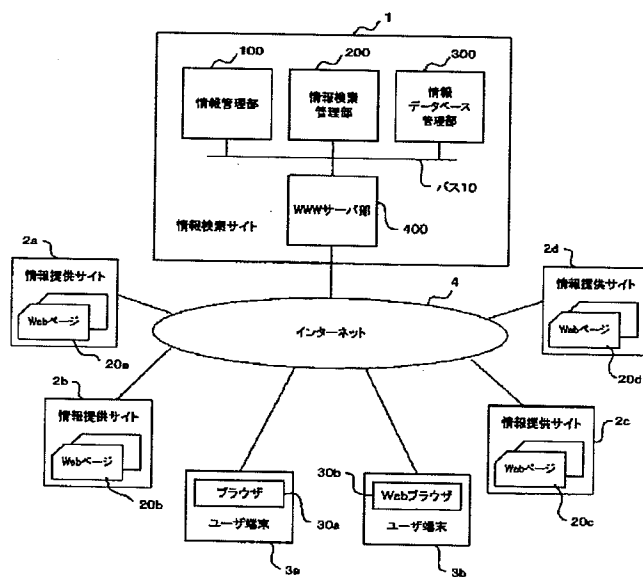 1
100
200
300
情報管理部
情報検索
管理部
情報
データベース
管理部
バス10
WWWサーバ部
400
情報検索サイト
2a
情報提供サイト
Webページ
20a
4
インターネット
2d
情報提供サイト
Webページ
20d
2b
情報提供サイト
Webページ
20b
ブラウザ
30a
ユーザ端末
3a
30b
Webブラウザ
ユーザ端末
3b
情報提供サイト
2c
Webページ
20c